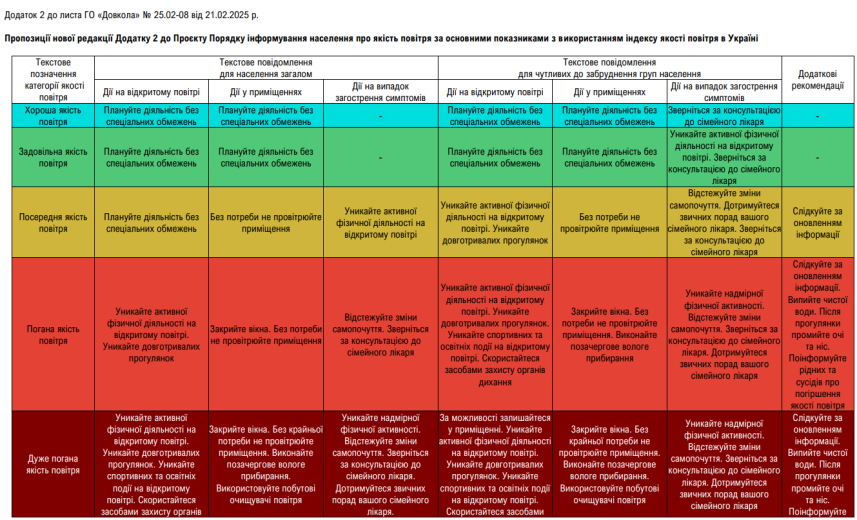 Додаток 2 до листа ГО «Довкола» № 25.02-08 від 21.02.2025 р.
Пропозиції нової редакції Додатку 2 до Проєкту Порядку інформування населення про якість повітря за основними показниками з використанням індексу якості повітря в Україні
Текстове
позначення
категорії якості
повітря
Текстове повідомлення
для населення загалом
Текстове повідомлення
для чутливих до забруднення груп населення
Додаткові
рекомендації
Дії на відкритому повітрі
Дії у приміщеннях
Дії на випадок
загострення симптомів
Дії на відкритому повітрі
Дії у приміщеннях
Дії на випадок загострення
симптомів
Хороша якість
повітря
Плануйте діяльність без
спеціальних обмежень
Плануйте діяльність без
спеціальних обмежень
-
Плануйте діяльність без
спеціальних обмежень
Плануйте діяльність без
спеціальних обмежень
Зверніться за консультацією
до сімейного лікаря
-
Задовільна якість
повітря
Плануйте діяльність без
спеціальних обмежень
Плануйте діяльність без
спеціальних обмежень
-
Плануйте діяльність без
спеціальних обмежень
Плануйте діяльність без
спеціальних обмежень
Уникайте активної фізичної
діяльності на відкритому
повітрі. Зверніться за
консультацією до сімейного
лікаря
-
Посередня якість
повітря
Плануйте діяльність без
спеціальних обмежень
Без потреби не провітрюйте
приміщення
Уникайте активної
фізичної діяльності на
відкритому повітрі
Уникайте активної фізичної
діяльності на відкритому
повітрі. Уникайте
довготривалих прогулянок
Без потреби не
провітрюйте приміщення
Відстежуйте зміни
самопочуття. Дотримуйтеся
звичних порад вашого
сімейного лікаря. Зверніться
за консультацією до
сімейного лікаря
Слідкуйте за
оновленням
інформації
Погана якість
повітря
Уникайте активної
фізичної діяльності на
відкритому повітрі.
Уникайте довготривалих
прогулянок
Закрийте вікна. Без потреби
не провітрюйте приміщення
Відстежуйте зміни
самопочуття. Зверніться
за консультацією до
сімейного лікаря
Уникайте активної фізичної
діяльності на відкритому
повітрі. Уникайте
довготривалих прогулянок.
Уникайте спортивних та
освітніх події на відкритому
повітрі. Скористайтеся
засобами захисту органів
дихання
Закрийте вікна. Без
потреби не провітрюйте
приміщення. Виконайте
позачергове вологе
прибирання
Уникайте надмірної
фізичної активності.
Відстежуйте зміни
самопочуття. Зверніться за
консультацією до сімейного
лікаря. Дотримуйтеся
звичних порад вашого
сімейного лікаря
Слідкуйте за
оновленням
інформації.
Випийте чистої
води. Після
прогулянки
промийте очі
та ніс.
Поінформуйте
рідних та
сусідів про
погіршення
якості повітря
Дуже погана
якість повітря
Уникайте активної
фізичної діяльності на
відкритому повітрі.
Уникайте довготривалих
прогулянок. Уникайте
спортивних та освітніх
події на відкритому
повітрі. Скористайтеся
засобами захисту органів
Закрийте вікна. Без крайньої
потреби не провітрюйте
приміщення. Виконайте
позачергове вологе
прибирання.
Використовуйте побутові
очищувачі повітря
Уникайте надмірної
фізичної активності.
Відстежуйте зміни
самопочуття. Зверніться
за консультацією до
сімейного лікаря.
Дотримуйтеся звичних
порад вашого сімейного
лікаря.
За можливості залишайтеся
у приміщенні. Уникайте
активної фізичної діяльності
на відкритому повітрі.
Уникайте довготривалих
прогулянок. Уникайте
спортивних та освітніх події
на відкритому повітрі.
Скористайтеся засобами
Закрийте вікна. Без
крайньої потреби не
провітрюйте приміщення.
Виконайте позачергове
вологе прибирання.
Використовуйте побутові
очищувачі повітря
Уникайте надмірної
фізичної активності.
Відстежуйте зміни
самопочуття. Зверніться за
консультацією до сімейного
лікаря. Дотримуйтеся
звичних порад вашого
сімейного лікаря
Слідкуйте за
оновленням
інформації.
Випийте чистої
води. Після
прогулянки
промийте очі
та ніс.
Поінформуйте